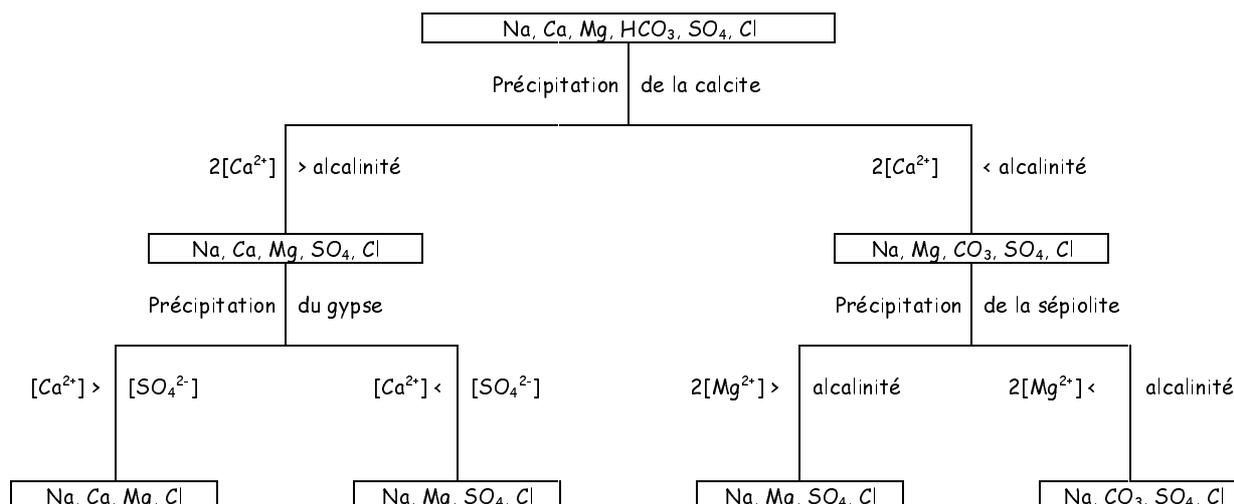 Na, Ca, Mg, HCO₃, SO₄, Cl
Précipitation de la calcite
2[Ca²⁺] > alcalinité
2[Ca²⁺] < alcalinité
Na, Ca, Mg, SO₄, Cl
Na, Mg, CO₃, SO₄, Cl
Précipitation du gypse
Précipitation de la sépiolite
[Ca²⁺] > [SO₄²⁻]
[Ca²⁺] < [SO₄²⁻]
2[Mg²⁺] > alcalinité
2[Mg²⁺] < alcalinité
Na, Ca, Mg, Cl
Na, Mg, SO₄, Cl
Na, Mg, SO₄, Cl
Na, CO₃, SO₄, Cl